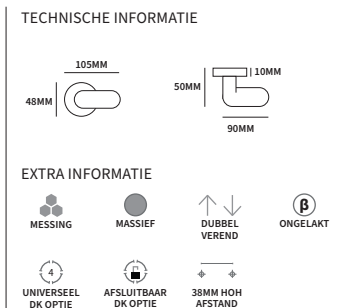 TECHNISCHE INFORMATIE
105MM
48MM
50MM
10MM
90MM
EXTRA INFORMATIE
MESSING
MASSIEF
DUBBEL
VEREND
β
ONGELAKT
4
UNIVERSEEL
DK OPTIE
AFSLUITBAAR
DK OPTIE
38MM HOH
AFSTAND